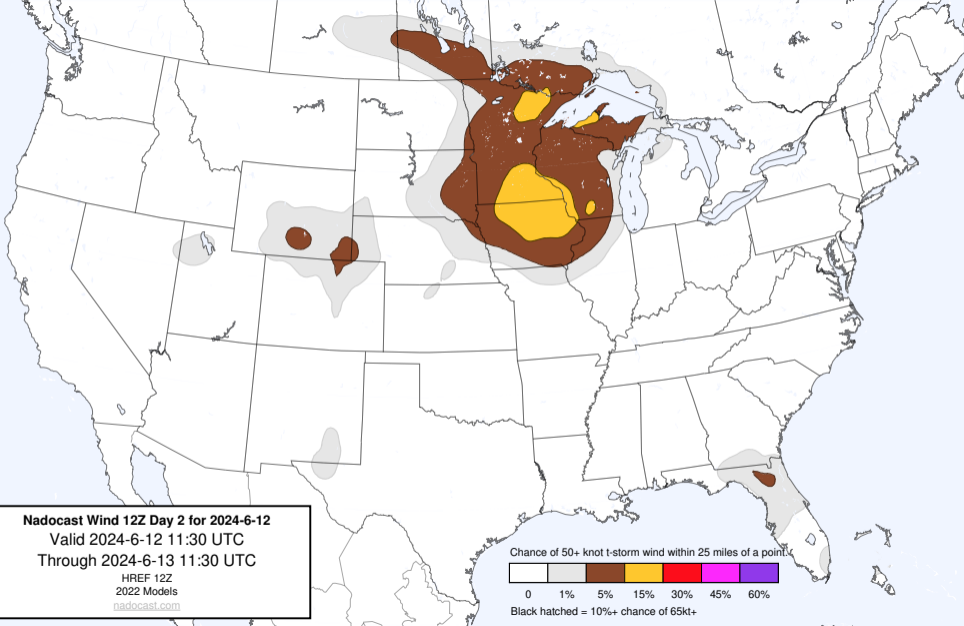 Nadocast Wind 12Z Day 2 for 2024-6-12
Valid 2024-6-12 11:30 UTC
Through 2024-6-13 11:30 UTC
HREF 12Z
2022 Models
nadocast.com
Chance of 50+ knot t-storm wind within 25 miles of a point.
0 1% 5% 15% 30% 45% 60%
Black hatched = 10%+ chance of 65kt+